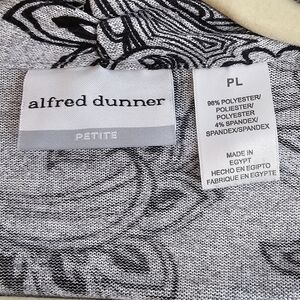 alfred dunner
PETITE
PL
96% POLYESTER/
POLIESTER/
POLYESTER
4% SPANDEX/
SPANDEX/SPANDEX
MADE IN
EGYPT
HECHO EN EGIPTO
FABRIQUE EN EGYPTE